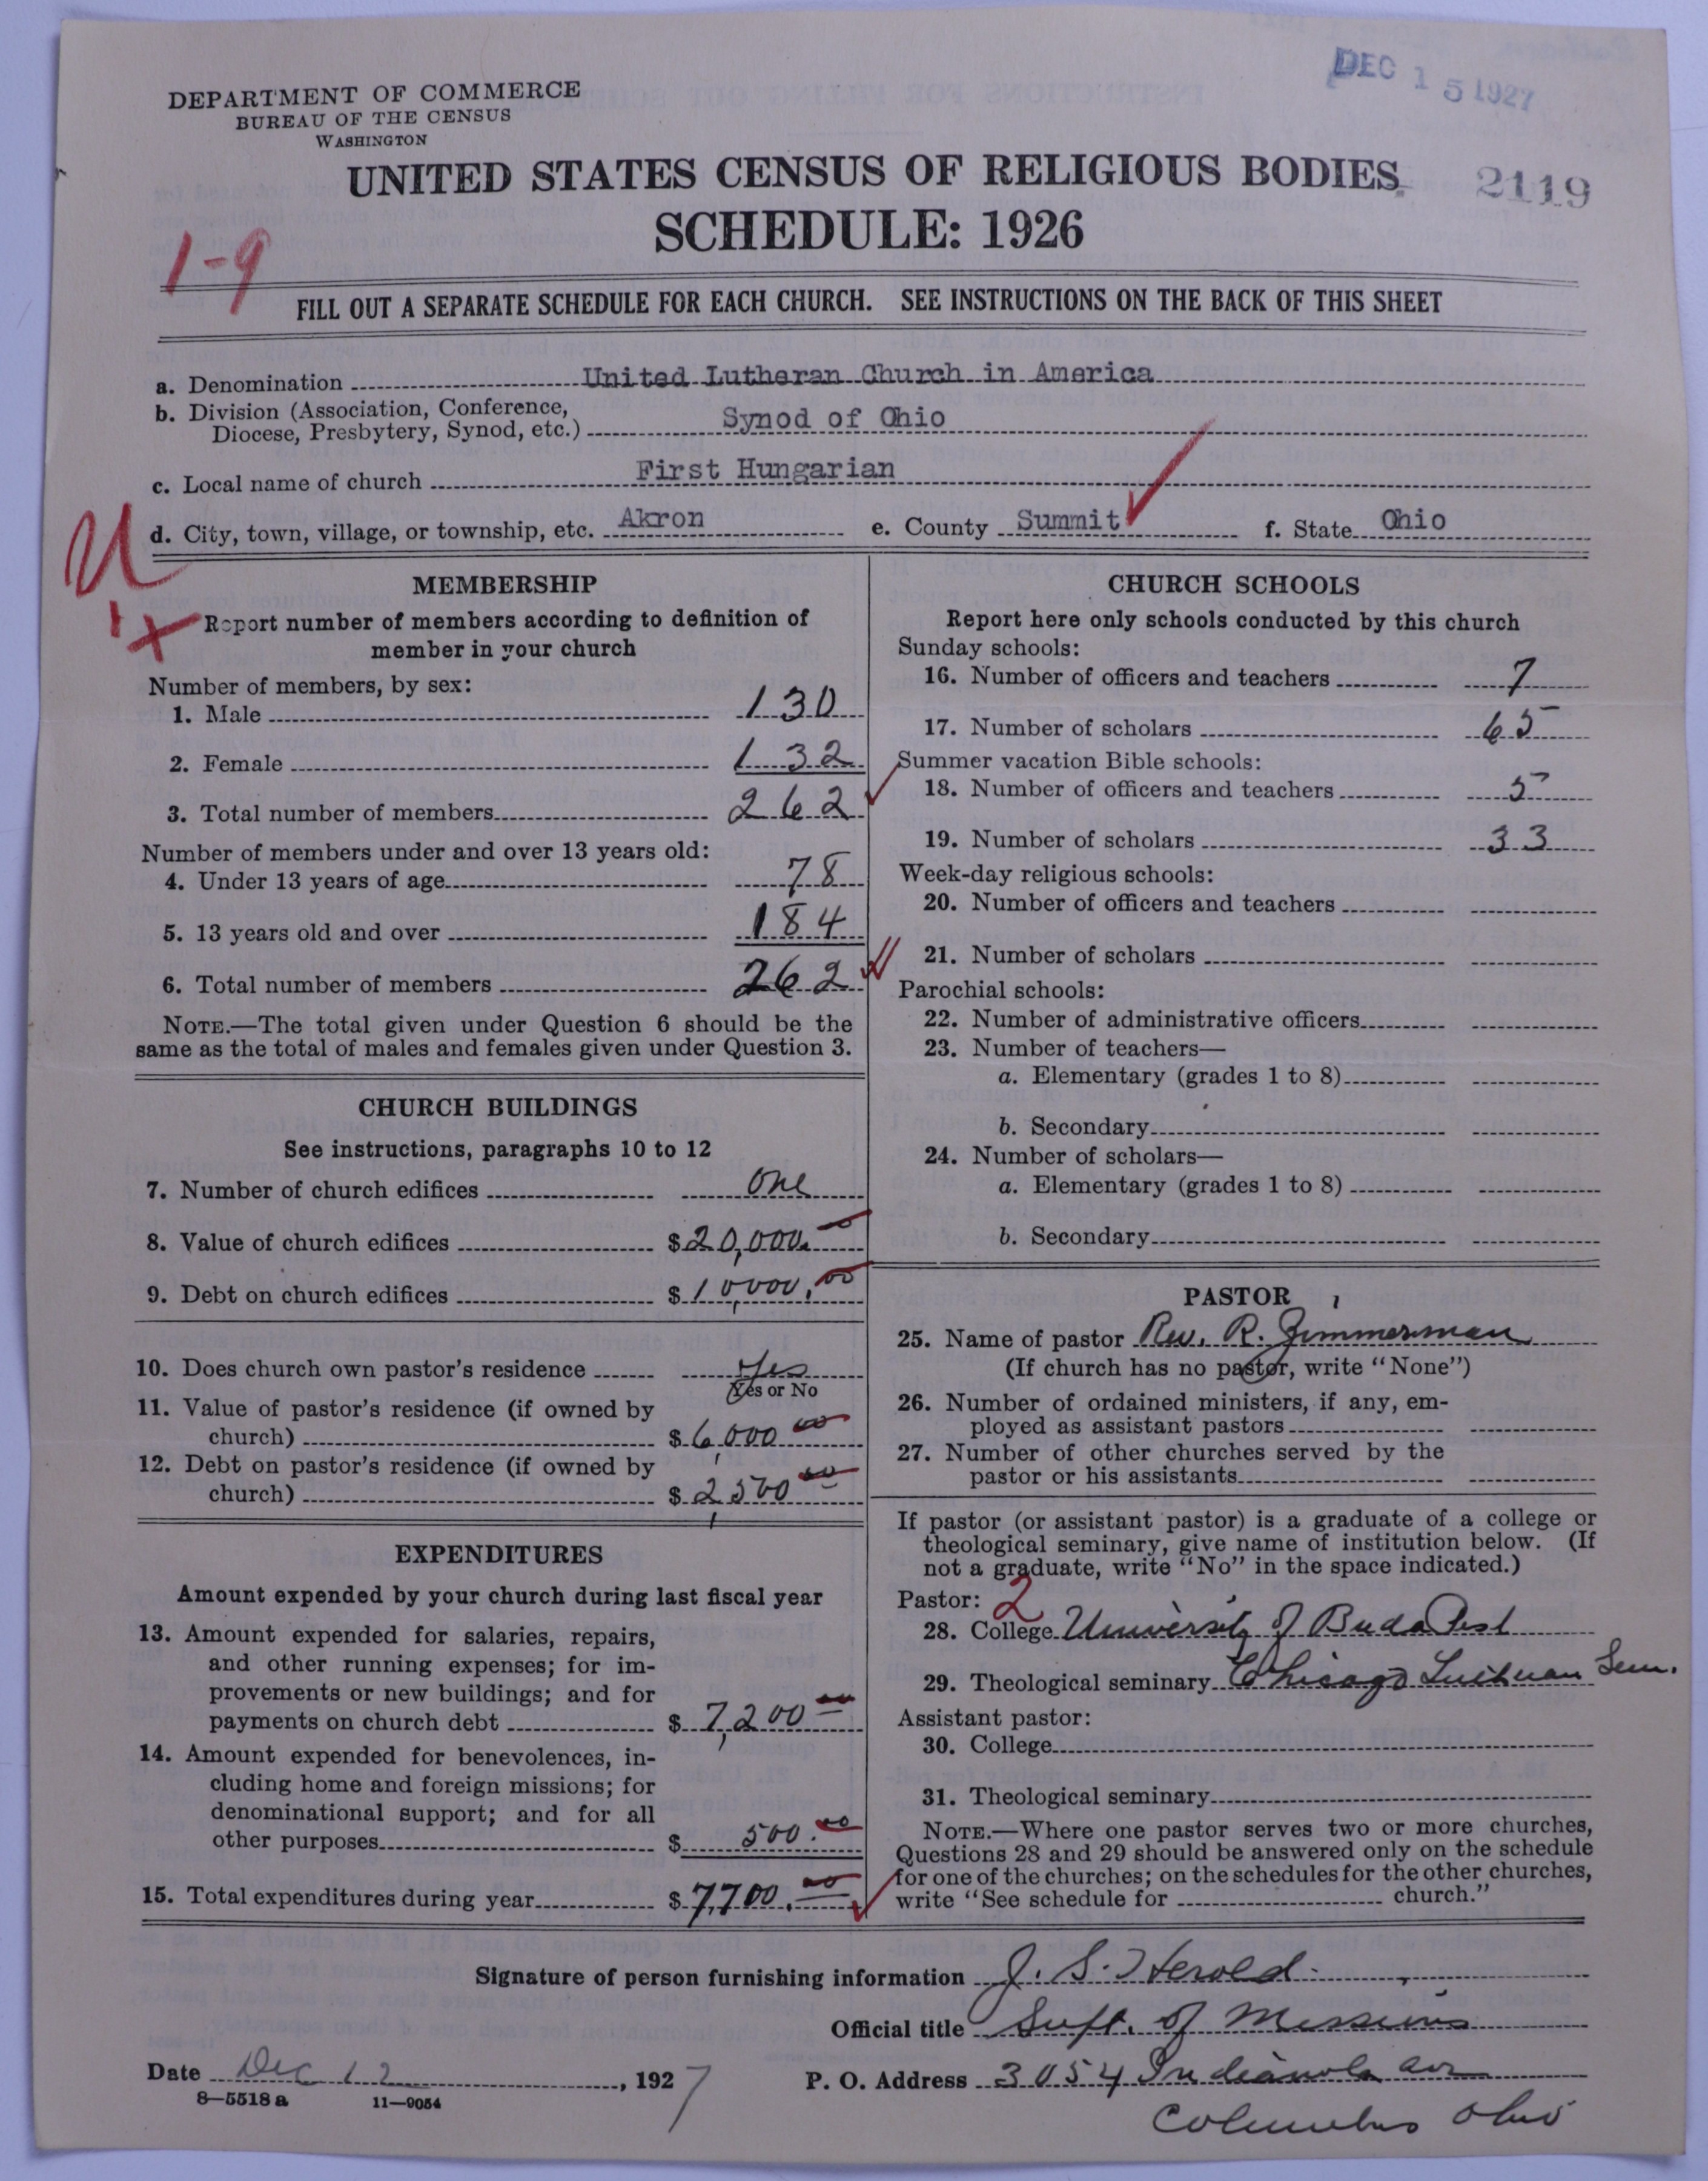 DEC 15 1927
DEPARTMENT OF COMMERCE
BUREAU OF THE CENSUS
WASHINGTON
UNITED STATES CENSUS OF RELIGIOUS BODIES
2119
SCHEDULE: 1926
1-9
FILL OUT A SEPARATE SCHEDULE FOR EACH CHURCH. SEE INSTRUCTIONS ON THE BACK OF THIS SHEET
a. Denomination United Lutheran Church in America
b. Division (Association, Conference,
Diocese, Presbytery, Synod, etc.) Synod of Ohio
c. Local name of church First Hungarian
d. City, town, village, or township, etc. Akron e. County Summit f. State Ohio
MEMBERSHIP
Report number of members according to definition of
member in your church
Number of members, by sex:
1. Male 130
2. Female 132
3. Total number of members 262
Number of members under and over 13 years old:
4. Under 13 years of age 78
5. 13 years old and over 184
6. Total number of members 262
NOTE.—The total given under Question 6 should be the
same as the total of males and females given under Question 3.
CHURCH BUILDINGS
See instructions, paragraphs 10 to 12
7. Number of church edifices one
8. Value of church edifices $20,000.00
9. Debt on church edifices $10,000.00
10. Does church own pastor's residence Yes
Yes or No
11. Value of pastor's residence (if owned by
church) $6,000 00
12. Debt on pastor's residence (if owned by
church) $2,500 00
EXPENDITURES
Amount expended by your church during last fiscal year
13. Amount expended for salaries, repairs,
and other running expenses; for im-
provements or new buildings; and for
payments on church debt $7,200 00
14. Amount expended for benevolences, in-
cluding home and foreign missions; for
denominational support; and for all
other purposes $500.00
15. Total expenditures during year $7,700.00
CHURCH SCHOOLS
Report here only schools conducted by this church
Sunday schools:
16. Number of officers and teachers 7
17. Number of scholars 65
Summer vacation Bible schools:
18. Number of officers and teachers 5
19. Number of scholars 33
Week-day religious schools:
20. Number of officers and teachers
21. Number of scholars
Parochial schools:
22. Number of administrative officers
23. Number of teachers—
a. Elementary (grades 1 to 8)
b. Secondary
24. Number of scholars—
a. Elementary (grades 1 to 8)
b. Secondary
PASTOR 1
25. Name of pastor Rev. R. Zimmerman
(If church has no pastor, write "None")
26. Number of ordained ministers, if any, em-
ployed as assistant pastors
27. Number of other churches served by the
pastor or his assistants
If pastor (or assistant pastor) is a graduate of a college or
theological seminary, give name of institution below. (If
not a graduate, write "No" in the space indicated.)
Pastor: 2
28. College University of Buda Pest
29. Theological seminary Chicago Lutheran Sem.
Assistant pastor:
30. College
31. Theological seminary
NOTE.—Where one pastor serves two or more churches,
Questions 28 and 29 should be answered only on the schedule
for one of the churches; on the schedules for the other churches,
write "See schedule for church."
Signature of person furnishing information J. S. Herold
Official title Supt. of Missions
Date Dec 12, 1927 P. O. Address 3054 Indianola Ave
8—5518 a 11—9054
Columbus Ohio